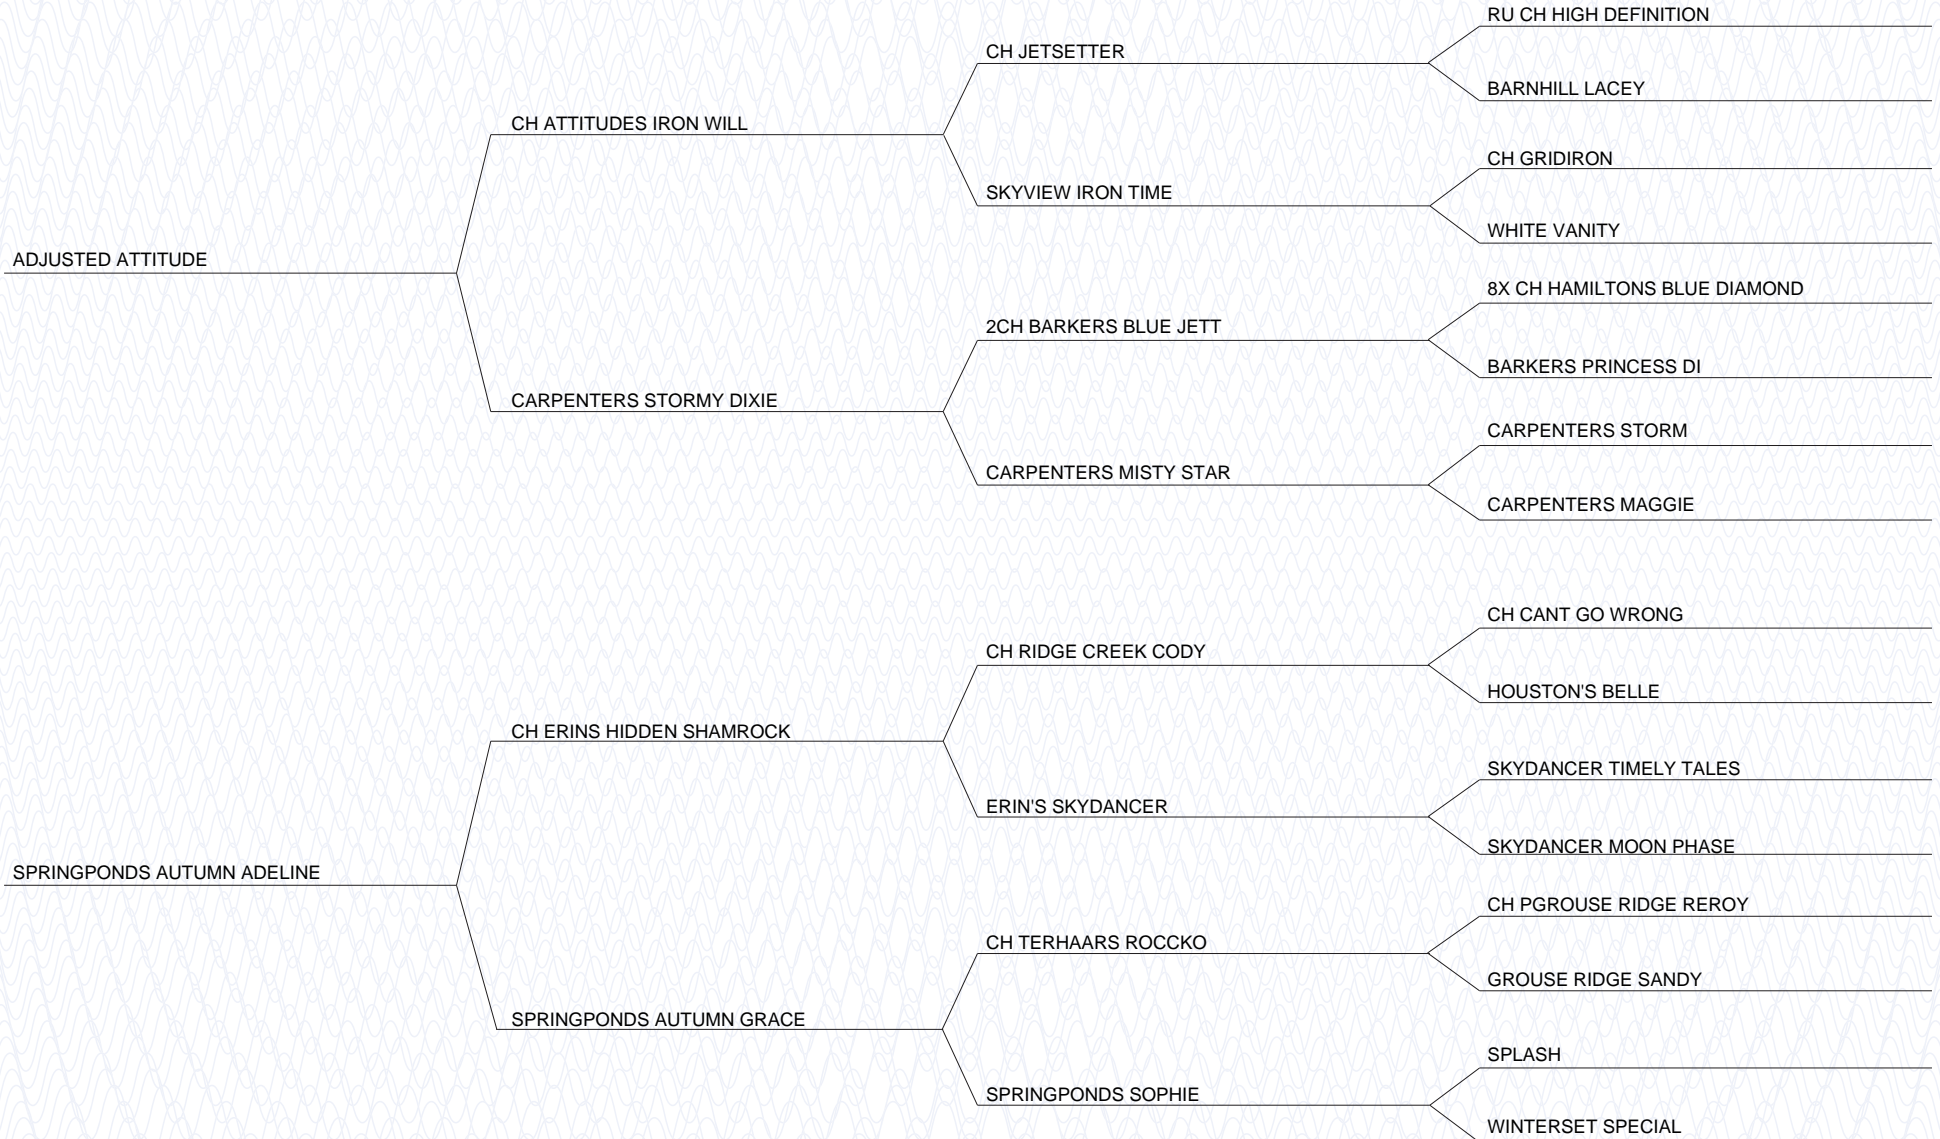 RU CH HIGH DEFINITION
CH JETSETTER
BARNHILL LACEY
CH ATTITUDES IRON WILL
CH GRIDIRON
SKYVIEW IRON TIME
WHITE VANITY
ADJUSTED ATTITUDE
8X CH HAMILTONS BLUE DIAMOND
2CH BARKERS BLUE JETT
BARKERS PRINCESS DI
CARPENTERS STORMY DIXIE
CARPENTERS STORM
CARPENTERS MISTY STAR
CARPENTERS MAGGIE
CH CANT GO WRONG
CH RIDGE CREEK CODY
HOUSTON'S BELLE
CH ERINS HIDDEN SHAMROCK
SKYDANCER TIMELY TALES
ERIN'S SKYDANCER
SKYDANCER MOON PHASE
SPRINGPONDS AUTUMN ADELINE
CH PGROUSE RIDGE REROY
CH TERHAARS ROCCKO
GROUSE RIDGE SANDY
SPRINGPONDS AUTUMN GRACE
SPLASH
SPRINGPONDS SOPHIE
WINTERSET SPECIAL